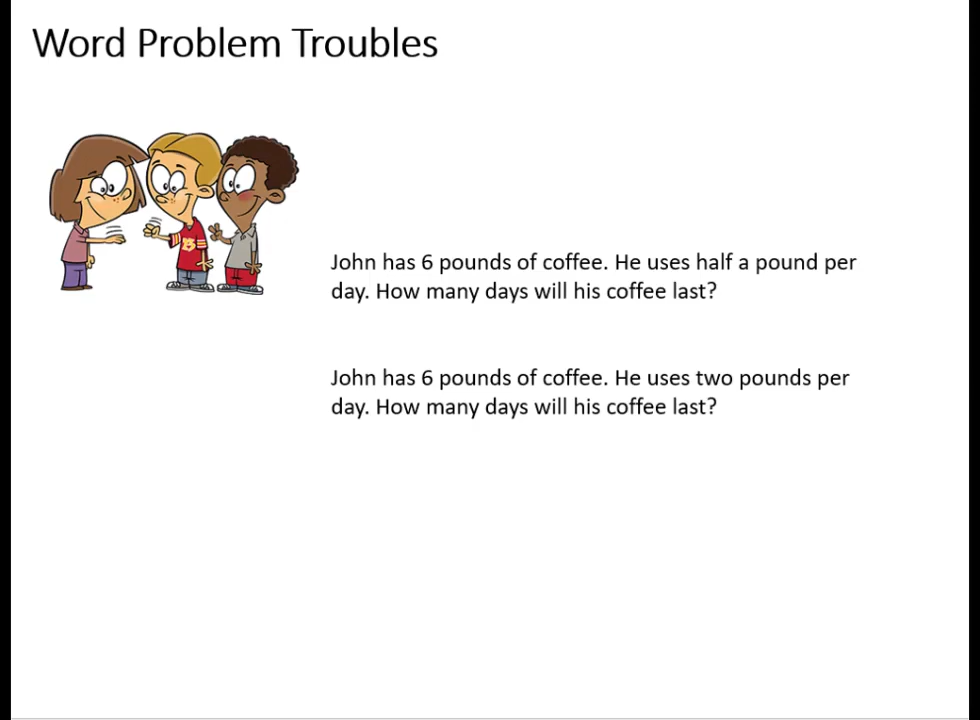 Word Problem Troubles
John has 6 pounds of coffee. He uses half a pound per
day. How many days will his coffee last?
John has 6 pounds of coffee. He uses two pounds per
day. How many days will his coffee last?